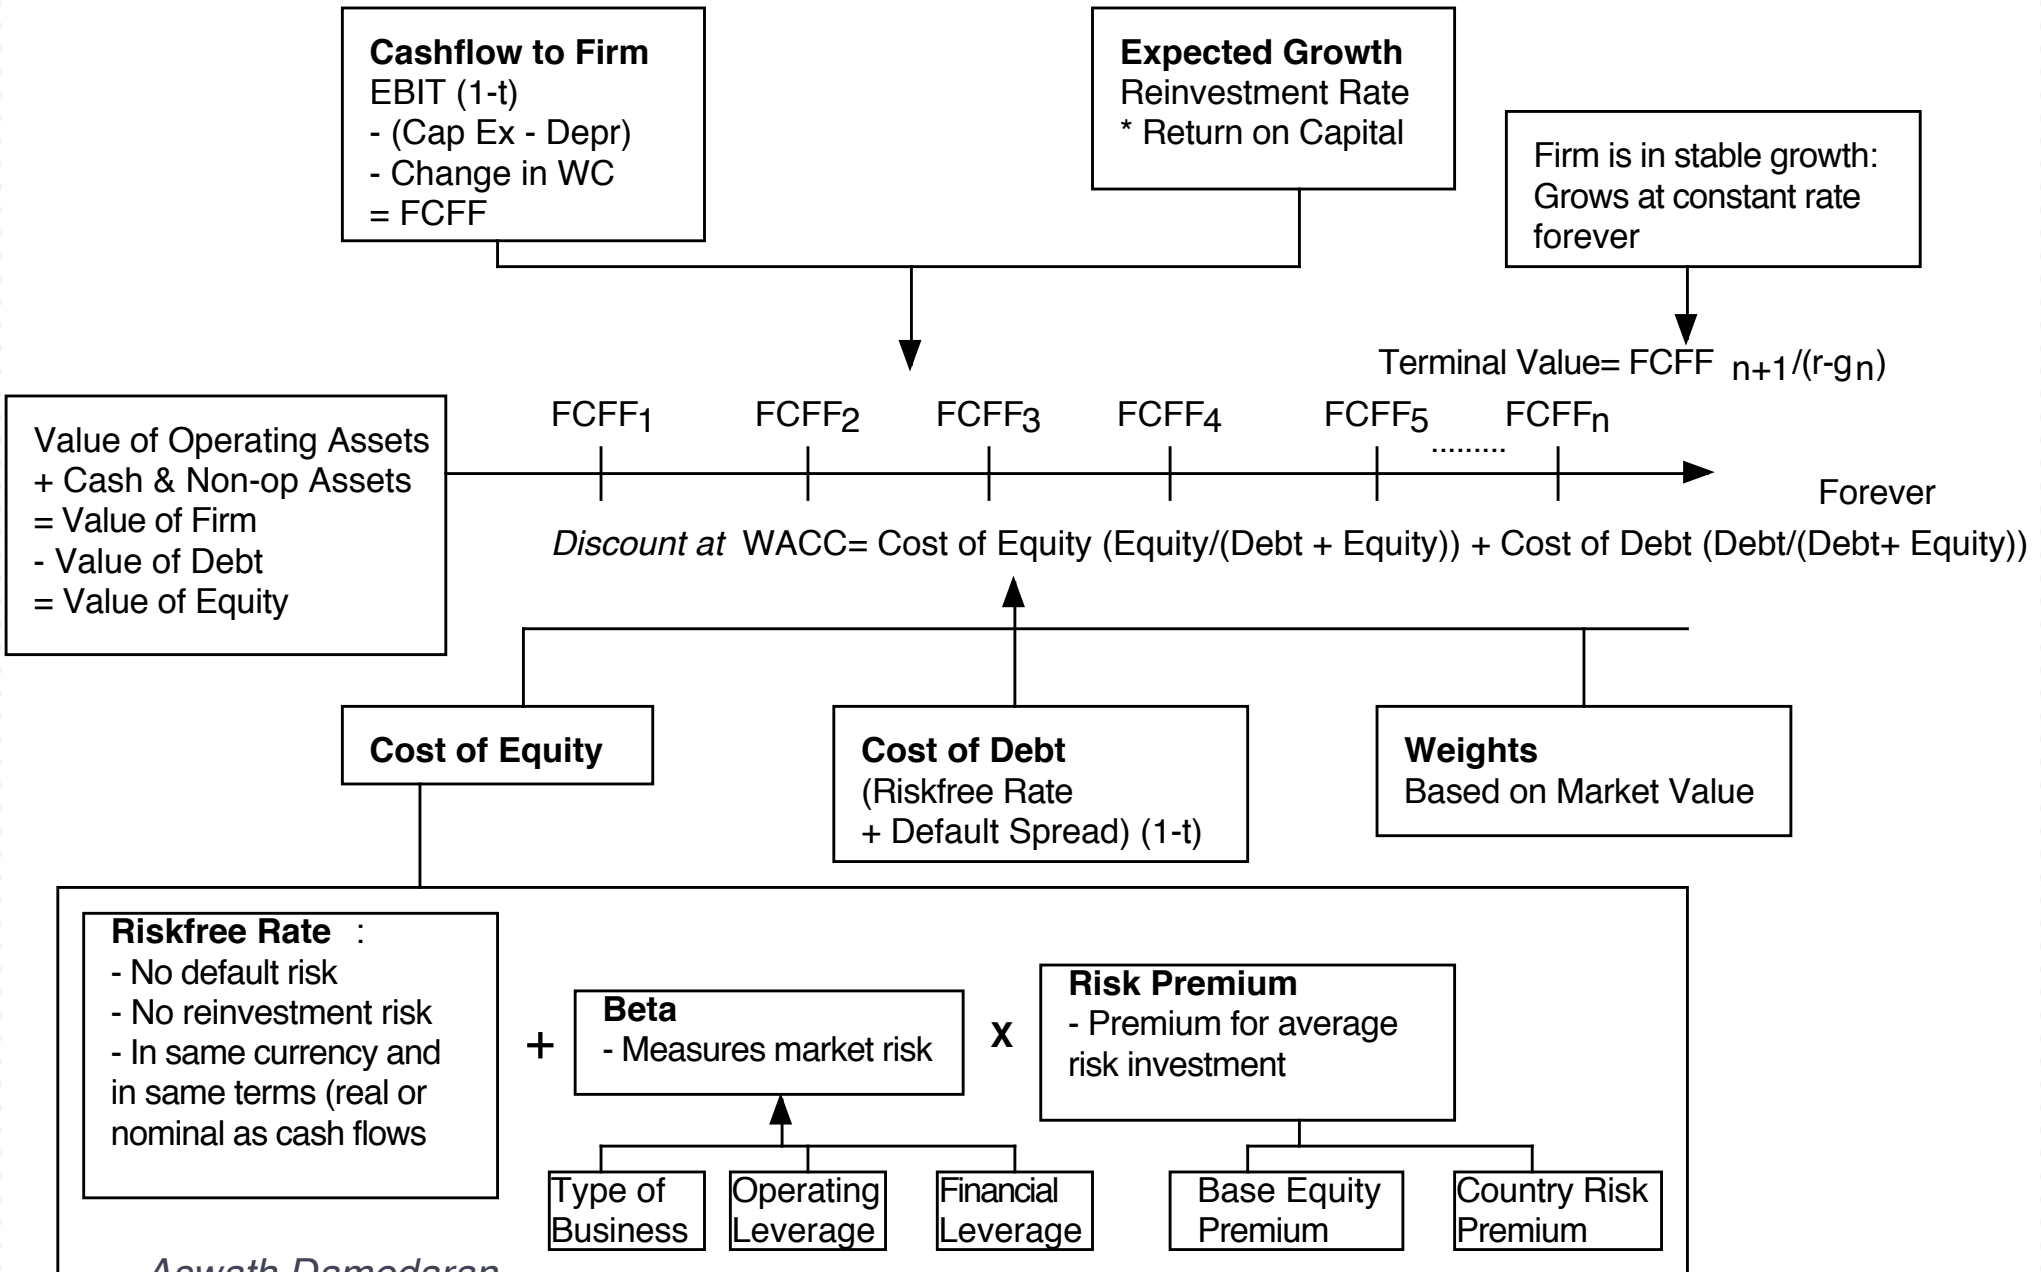 Cashflow to Firm
EBIT (1-t)
- (Cap Ex - Depr)
- Change in WC
= FCFF
Expected Growth
Reinvestment Rate
* Return on Capital
Firm is in stable growth:
Grows at constant rate
forever
Terminal Value= FCFF n+1/(r-gn)
FCFF1 FCFF2 FCFF3 FCFF4 FCFF5 ......... FCFFn
Forever
Value of Operating Assets
+ Cash & Non-op Assets
= Value of Firm
- Value of Debt
= Value of Equity
Discount at WACC= Cost of Equity (Equity/(Debt + Equity)) + Cost of Debt (Debt/(Debt+ Equity))
Cost of Equity
Cost of Debt
(Riskfree Rate
+ Default Spread) (1-t)
Weights
Based on Market Value
Riskfree Rate :
- No default risk
- No reinvestment risk
- In same currency and
in same terms (real or
nominal as cash flows
+
Beta
- Measures market risk
X
Risk Premium
- Premium for average
risk investment
Type of
Business
Operating
Leverage
Financial
Leverage
Base Equity
Premium
Country Risk
Premium
Aswath Damodaran